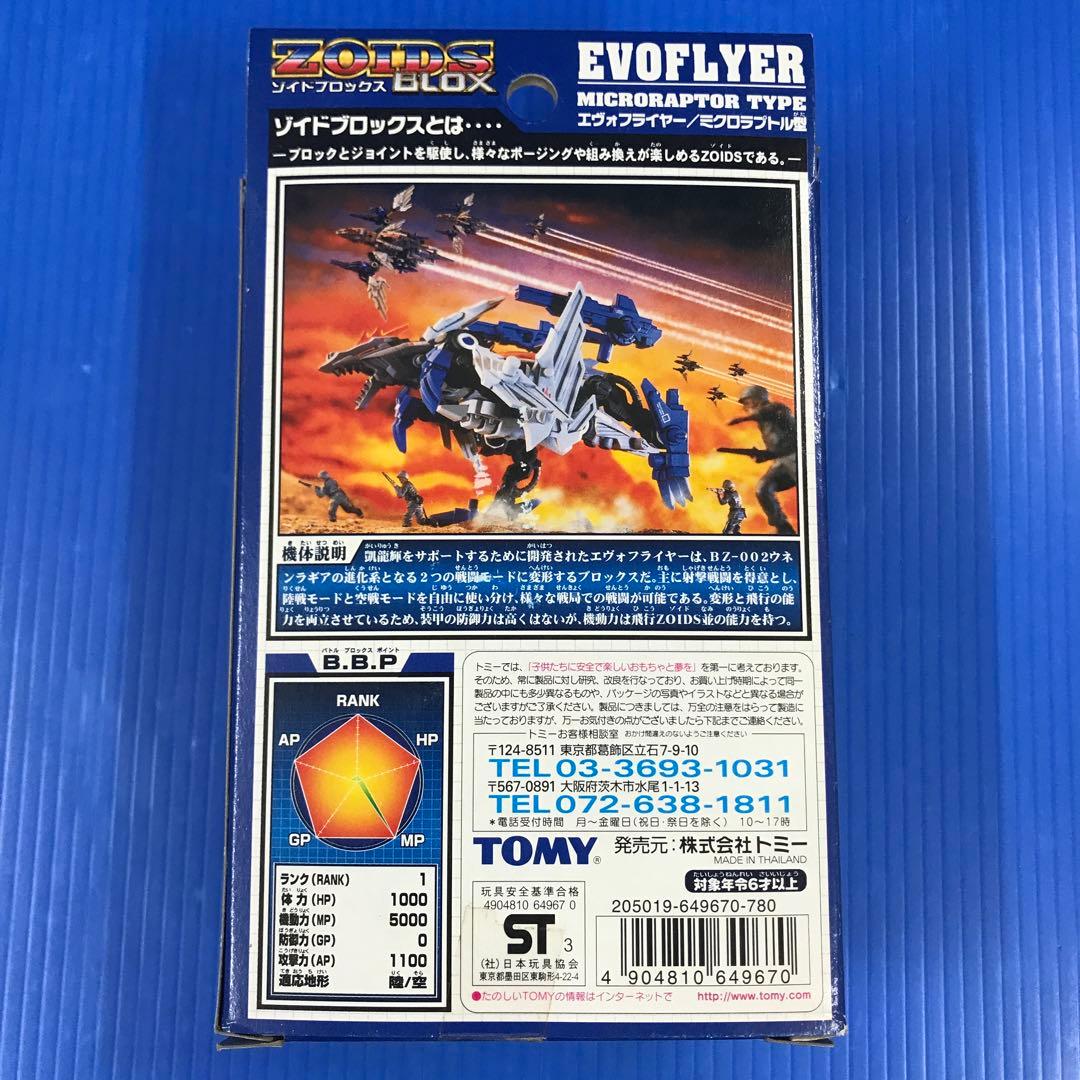 ZOIDS
BLOX
ゾイドブロックス
EVOFLYER
MICRORAPTOR TYPE
エヴォフライヤー/ミクロラプトル型
ゾイドブロックスとは・・・・
ブロックとジョイントを駆使し、様々なポージングや組み換えが楽しめるZOIDSである。
機体説明 凱龍輝をサポートするために開発されたエヴォフライヤーは、BZ-002ウネ
ンラギアの進化系となる2つの戦闘モードに変形するブロックスだ。主に射撃戦闘を得意とし、
陸戦モードと空戦モードを自由に使い分け、様々な戦局での戦闘が可能である。変形と飛行の能
力を両立させているため、装甲の防御力は高くはないが、機動力は飛行ZOIDS並の能力を持つ。
バトル ブロックス ポイント
B.B.P
RANK
AP
HP
GP
MP
ランク(RANK) 1
体力(HP) 1000
機動力(MP) 5000
防御力(GP) 0
攻撃力(AP) 1100
適応地形 陸/空
トミーでは、「子供たちに安全で楽しいおもちゃと夢を」を第一に考えております。
そのため、常に製品に対し研究、改良を行なっており、お買い上げ時期によって同一
製品の中にも多少異なるものや、パッケージの写真やイラストなどと異なる場合が
ございますがご了承ください。製品につきましては、万全の注意をはらって製造に
当たっておりますが、万一お気付きの点がございましたら下記までご連絡ください。
トミーお客様相談室 おかけ間違えのないようご注意ください
〒124-8511 東京都葛飾区立石7-9-10
TEL 03-3693-1031
〒567-0891 大阪府茨木市水尾1-1-13
TEL 072-638-1811
*電話受付時間 月〜金曜日(祝日・祭日を除く) 10〜17時
TOMY® 発売元:株式会社トミー
MADE IN THAILAND
対象年令6才以上
玩具安全基準合格
4904810 64967 0
ST 3
(社)日本玩具協会
東京都墨田区東駒形4-22-4
205019-649670-780
4 904810 649670
●たのしいTOMYの情報はインターネットで http://www.tomy.com